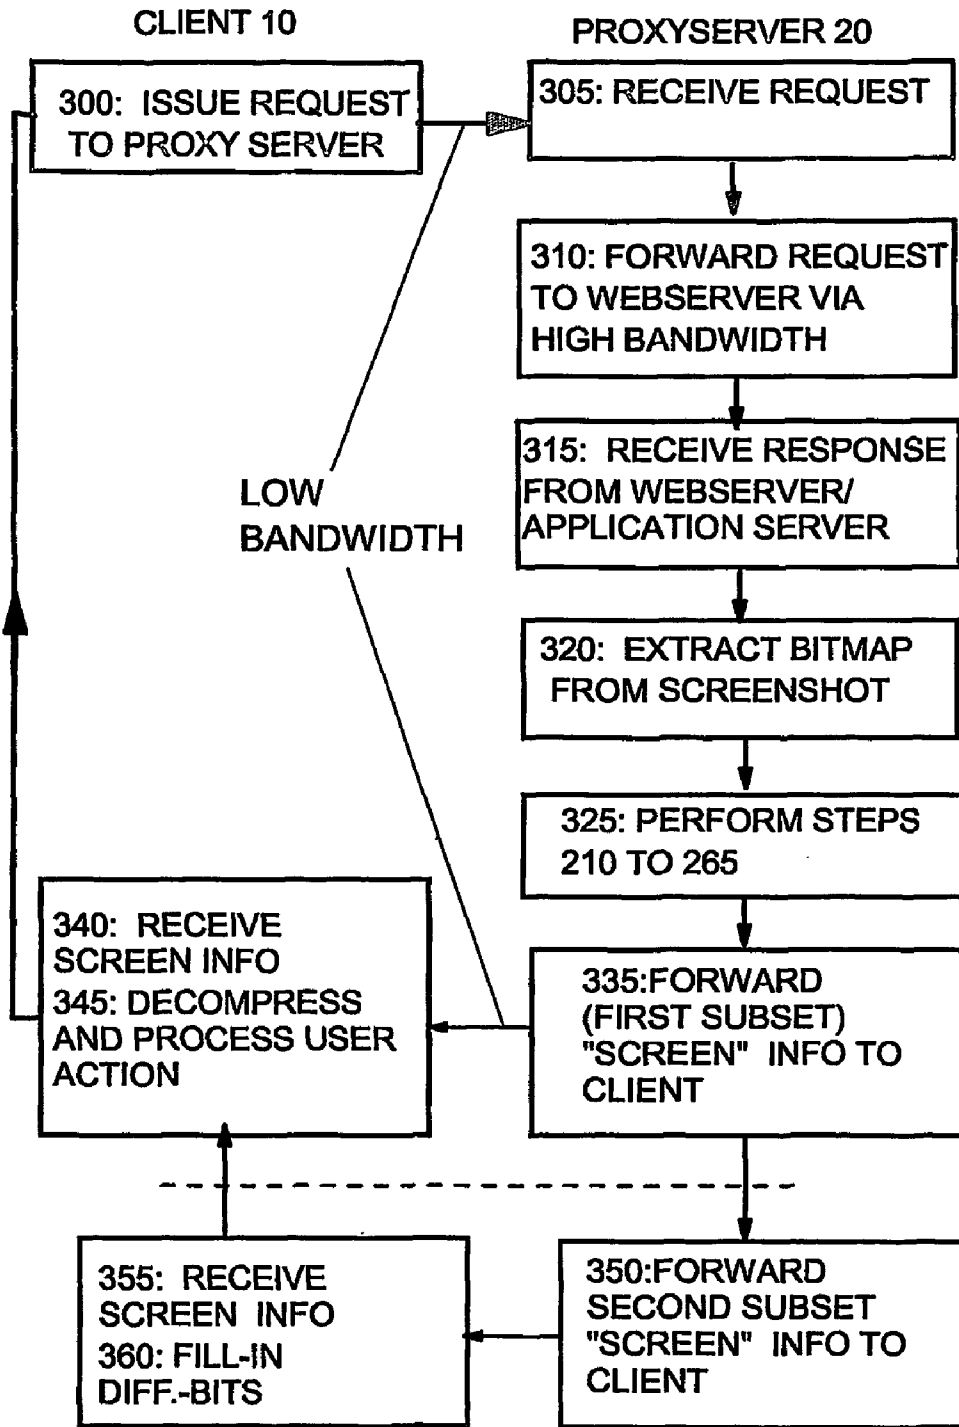 CLIENT 10
PROXYSERVER 20
300: ISSUE REQUEST
TO PROXY SERVER
305: RECEIVE REQUEST
310: FORWARD REQUEST
TO WEBSERVER VIA
HIGH BANDWIDTH
315: RECEIVE RESPONSE
FROM WEBSERVER/
APPLICATION SERVER
LOW
BANDWIDTH
320: EXTRACT BITMAP
FROM SCREENSHOT
325: PERFORM STEPS
210 TO 265
340: RECEIVE
SCREEN INFO
345: DECOMPRESS
AND PROCESS USER
ACTION
335:FORWARD
(FIRST SUBSET)
"SCREEN" INFO TO
CLIENT
355: RECEIVE
SCREEN INFO
360: FILL-IN
DIFF.-BITS
350:FORWARD
SECOND SUBSET
"SCREEN" INFO TO
CLIENT